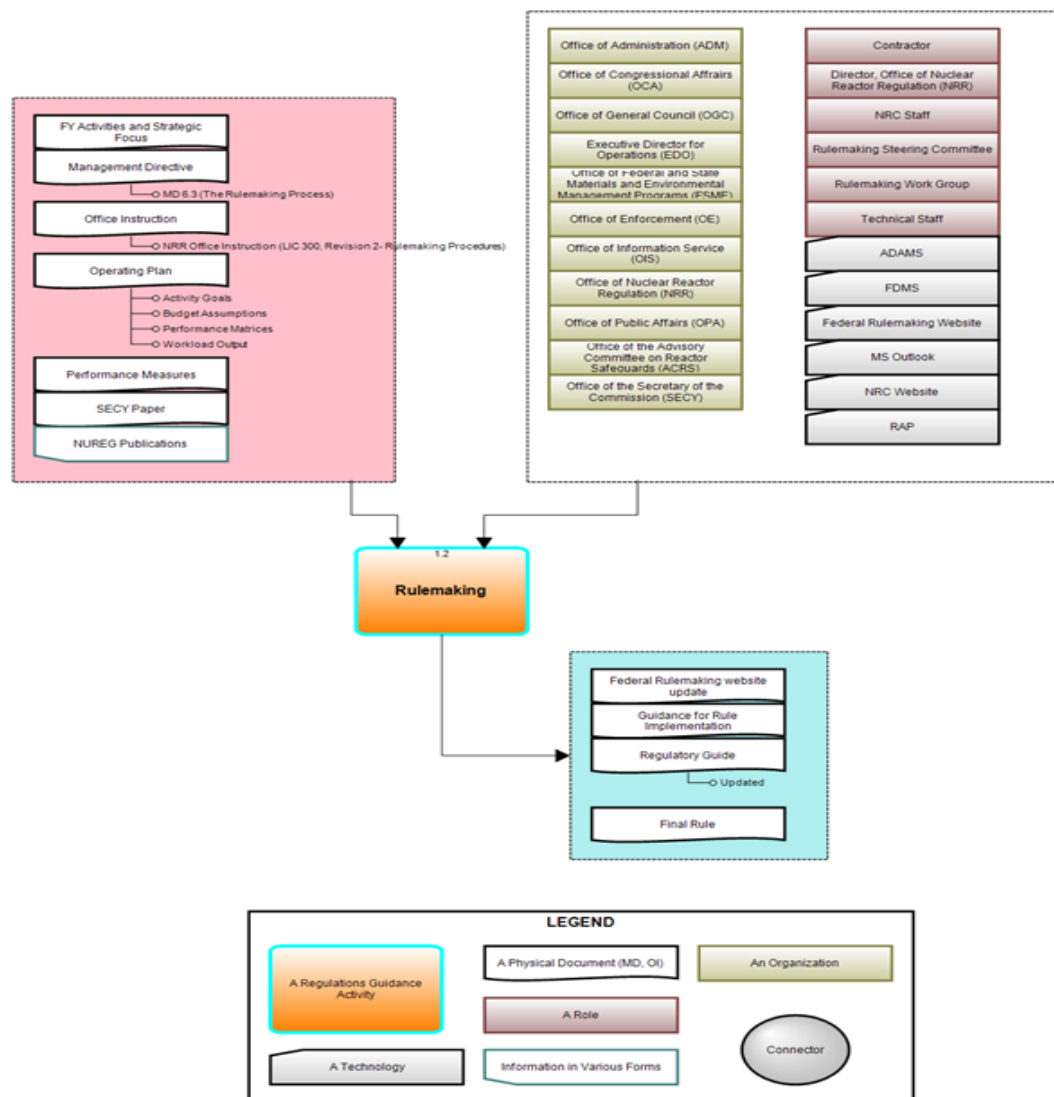 FY Activities and Strategic
Focus
Management Directive
MD 6.3 (The Rulemaking Process)
Office Instruction
NRR Office Instruction (LIC 300, Revision 2- Rulemaking Procedures)
Operating Plan
Activity Goals
Budget Assumptions
Performance Matrices
Workload Output
Performance Measures
SECY Paper
NUREG Publications
Office of Administration (ADM)
Office of Congressional Affrairs
(OCA)
Office of General Council (OGC)
Executive Director for
Operations (EDO)
Office of Federal and State
Materials and Environmental
Management Programs (FSME)
Office of Enforcement (OE)
Office of Information Service
(OIS)
Office of Nuclear Reactor
Regulation (NRR)
Office of Public Affairs (OPA)
Office of the Advisory
Committee on Reactor
Safeguards (ACRS)
Office of the Secretary of the
Commission (SECY)
Contractor
Director, Office of Nuclear
Reactor Regulation (NRR)
NRC Staff
Rulemaking Steering Committee
Rulemaking Work Group
Technical Staff
ADAMS
FDMS
Federal Rulemaking Website
MS Outlook
NRC Website
RAP
1.2
Rulemaking
Federal Rulemaking website
update
Guidance for Rule
Implementation
Regulatory Guide
Updated
Final Rule
LEGEND
A Regulations Guidance
Activity
A Physical Document (MD, OI)
An Organization
A Role
A Technology
Information in Various Forms
Connector